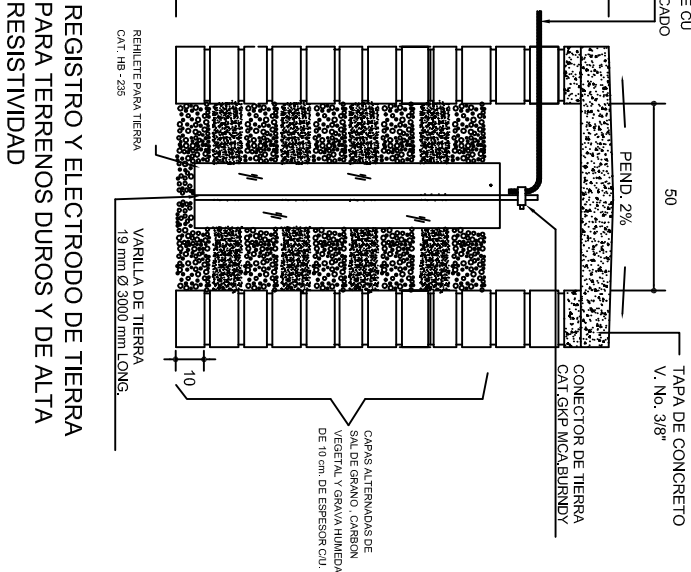 E CU
CADO
50
PEND. 2%
TAPA DE CONCRETO
V. No. 3/8"
CONECTOR DE TIERRA
CAT.GKP MCA.BURNDY
CAPAS ALTERNADAS DE
SAL DE GRANO , CARBON
VEGETAL Y GRAVA HUMEDA
DE 10 cm. DE ESPESOR C/U.
10
REHILETE PARA TIERRA
CAT. HB - 235
VARILLA DE TIERRA
19 mm Ø 3000 mm LONG.
REGISTRO Y ELECTRODO DE TIERRA
PARA TERRENOS DUROS Y DE ALTA
RESISTIVIDAD